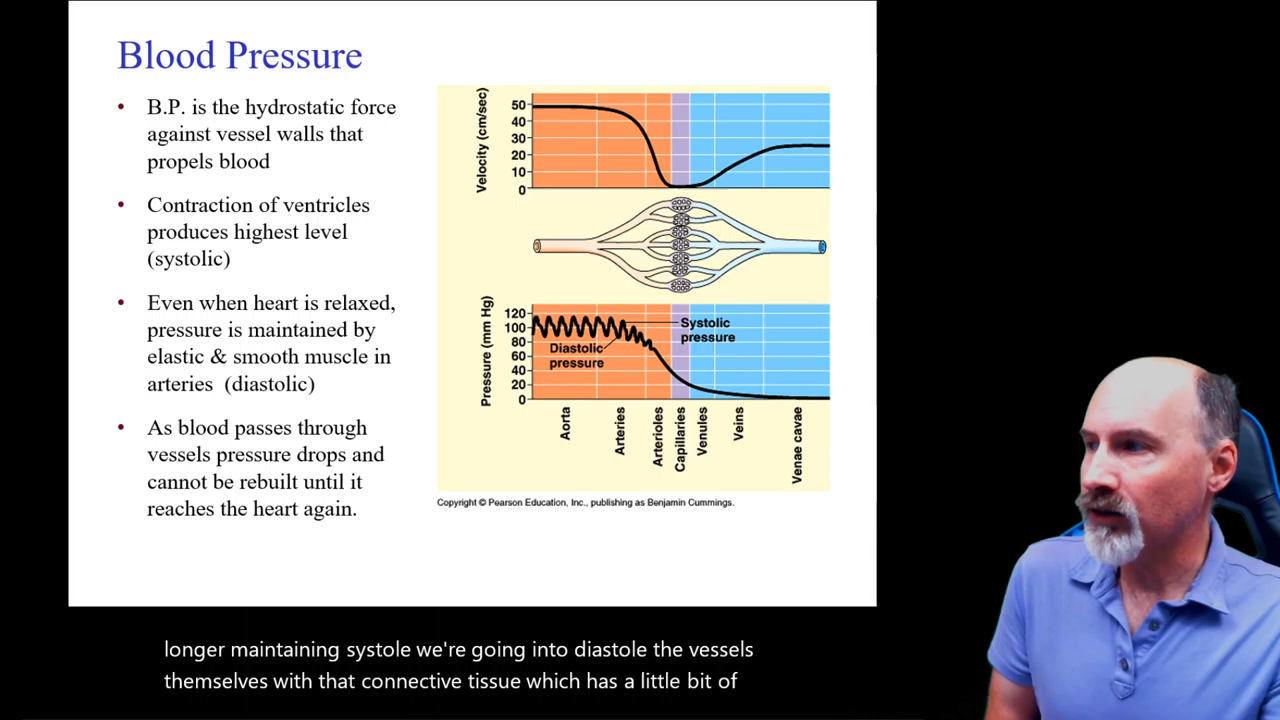 Blood Pressure
• B.P. is the hydrostatic force
against vessel walls that
propels blood
• Contraction of ventricles
produces highest level
(systolic)
• Even when heart is relaxed,
pressure is maintained by
elastic & smooth muscle in
arteries (diastolic)
• As blood passes through
vessels pressure drops and
cannot be rebuilt until it
reaches the heart again.
Velocity (cm/sec)
50
40
30
20
10
0
Pressure (mm Hg)
120
100
80
60
40
20
0
Systolic
pressure
Diastolic
pressure
Aorta
Arteries
Arterioles
Capillaries
Venules
Veins
Venae cavae
Copyright © Pearson Education, Inc., publishing as Benjamin Cummings.
longer maintaining systole we're going into diastole the vessels
themselves with that connective tissue which has a little bit of